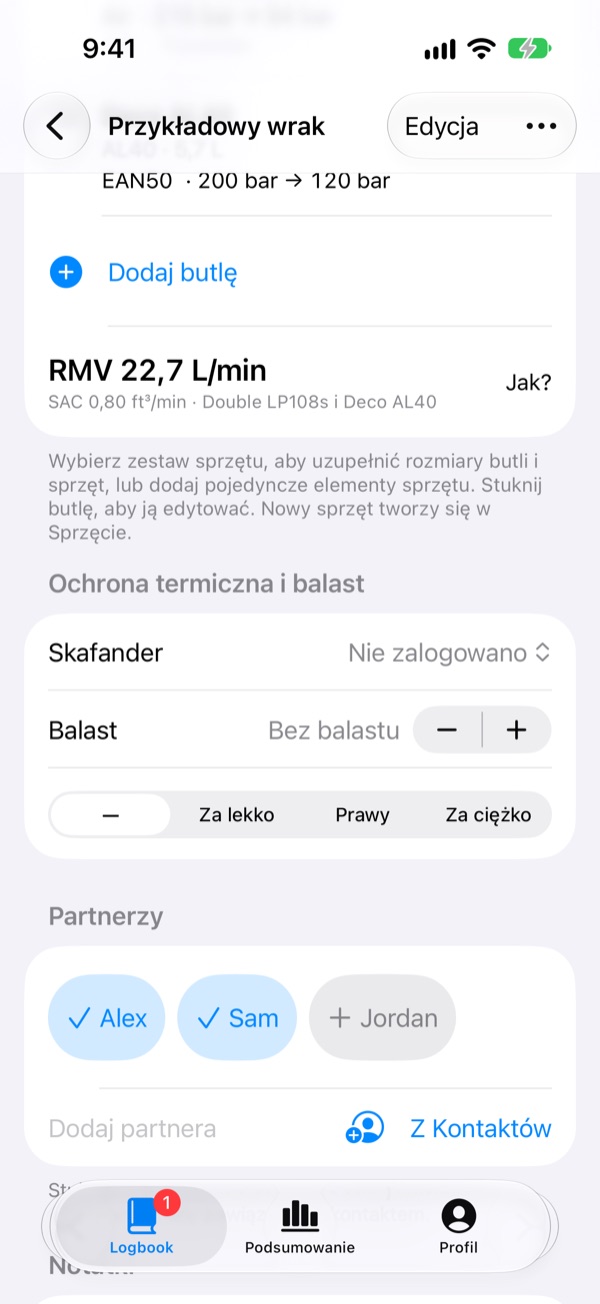 9:41
Przykładowy wrak
Edycja
EAN50 · 200 bar → 120 bar
Dodaj butlę
RMV 22,7 L/min
Jak?
SAC 0,80 ft³/min · Double LP108s i Deco AL40
Wybierz zestaw sprzętu, aby uzupełnić rozmiary butli i
sprzęt, lub dodaj pojedyncze elementy sprzętu. Stuknij
butlę, aby ją edytować. Nowy sprzęt tworzy się w
Sprzęcie.
Ochrona termiczna i balast
Skafander
Nie zalogowano
Balast
Bez balastu
− +
— Za lekko Prawy Za ciężko
Partnerzy
✓ Alex ✓ Sam + Jordan
Dodaj partnera
Z Kontaktów
1
Logbook Podsumowanie Profil